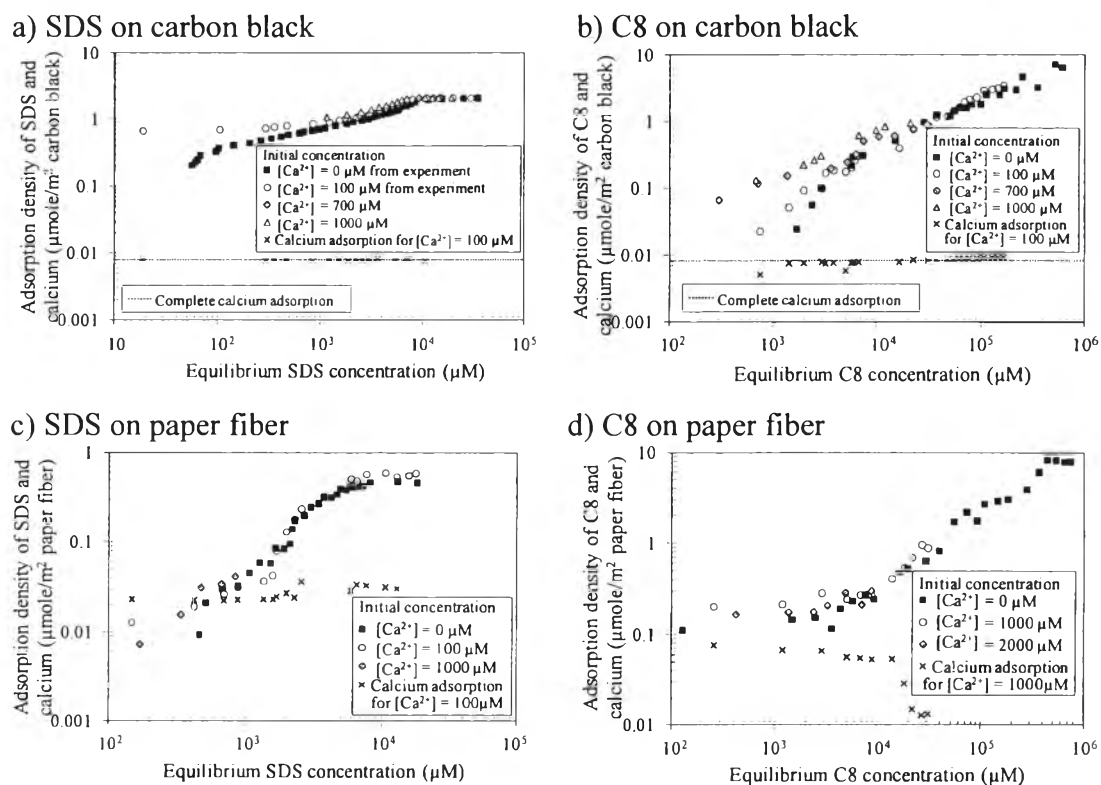 a) SDS on carbon black
Adsorption density of SDS and
calcium (µmole/m² carbon black)
10
1
0.1
0.01
0.001
Initial concentration
[Ca²⁺] = 0 µM from experiment
[Ca²⁺] = 100 µM from experiment
[Ca²⁺] = 700 µM
[Ca²⁺] = 1000 µM
Calcium adsorption for [Ca²⁺] = 100 µM
Complete calcium adsorption
10 10² 10³ 10⁴ 10⁵
Equilibrium SDS concentration (µM)
b) C8 on carbon black
Adsorption density of C8 and
calcium (µmole/m² carbon black)
10
1
0.1
0.01
0.001
Initial concentration
[Ca²⁺] = 0 µM
[Ca²⁺] = 100 µM
[Ca²⁺] = 700 µM
[Ca²⁺] = 1000 µM
Calcium adsorption
for [Ca²⁺] = 100 µM
Complete calcium adsorption
10² 10³ 10⁴ 10⁵ 10⁶
Equilibrium C8 concentration (µM)
c) SDS on paper fiber
Adsorption density of SDS and
calcium (µmole/m² paper fiber)
1
0.1
0.01
0.001
Initial concentration
[Ca²⁺] = 0 µM
[Ca²⁺] = 100 µM
[Ca²⁺] = 1000 µM
Calcium adsorption
for [Ca²⁺] = 100µM
10² 10³ 10⁴ 10⁵
Equilibrium SDS concentration (µM)
d) C8 on paper fiber
Adsorption density of C8 and
calcium (µmole/m² paper fiber)
10
1
0.1
0.01
Initial concentration
[Ca²⁺] = 0 µM
[Ca²⁺] = 1000 µM
[Ca²⁺] = 2000 µM
Calcium adsorption
for [Ca²⁺] = 1000µM
10² 10³ 10⁴ 10⁵ 10⁶
Equilibrium C8 concentration (µM)